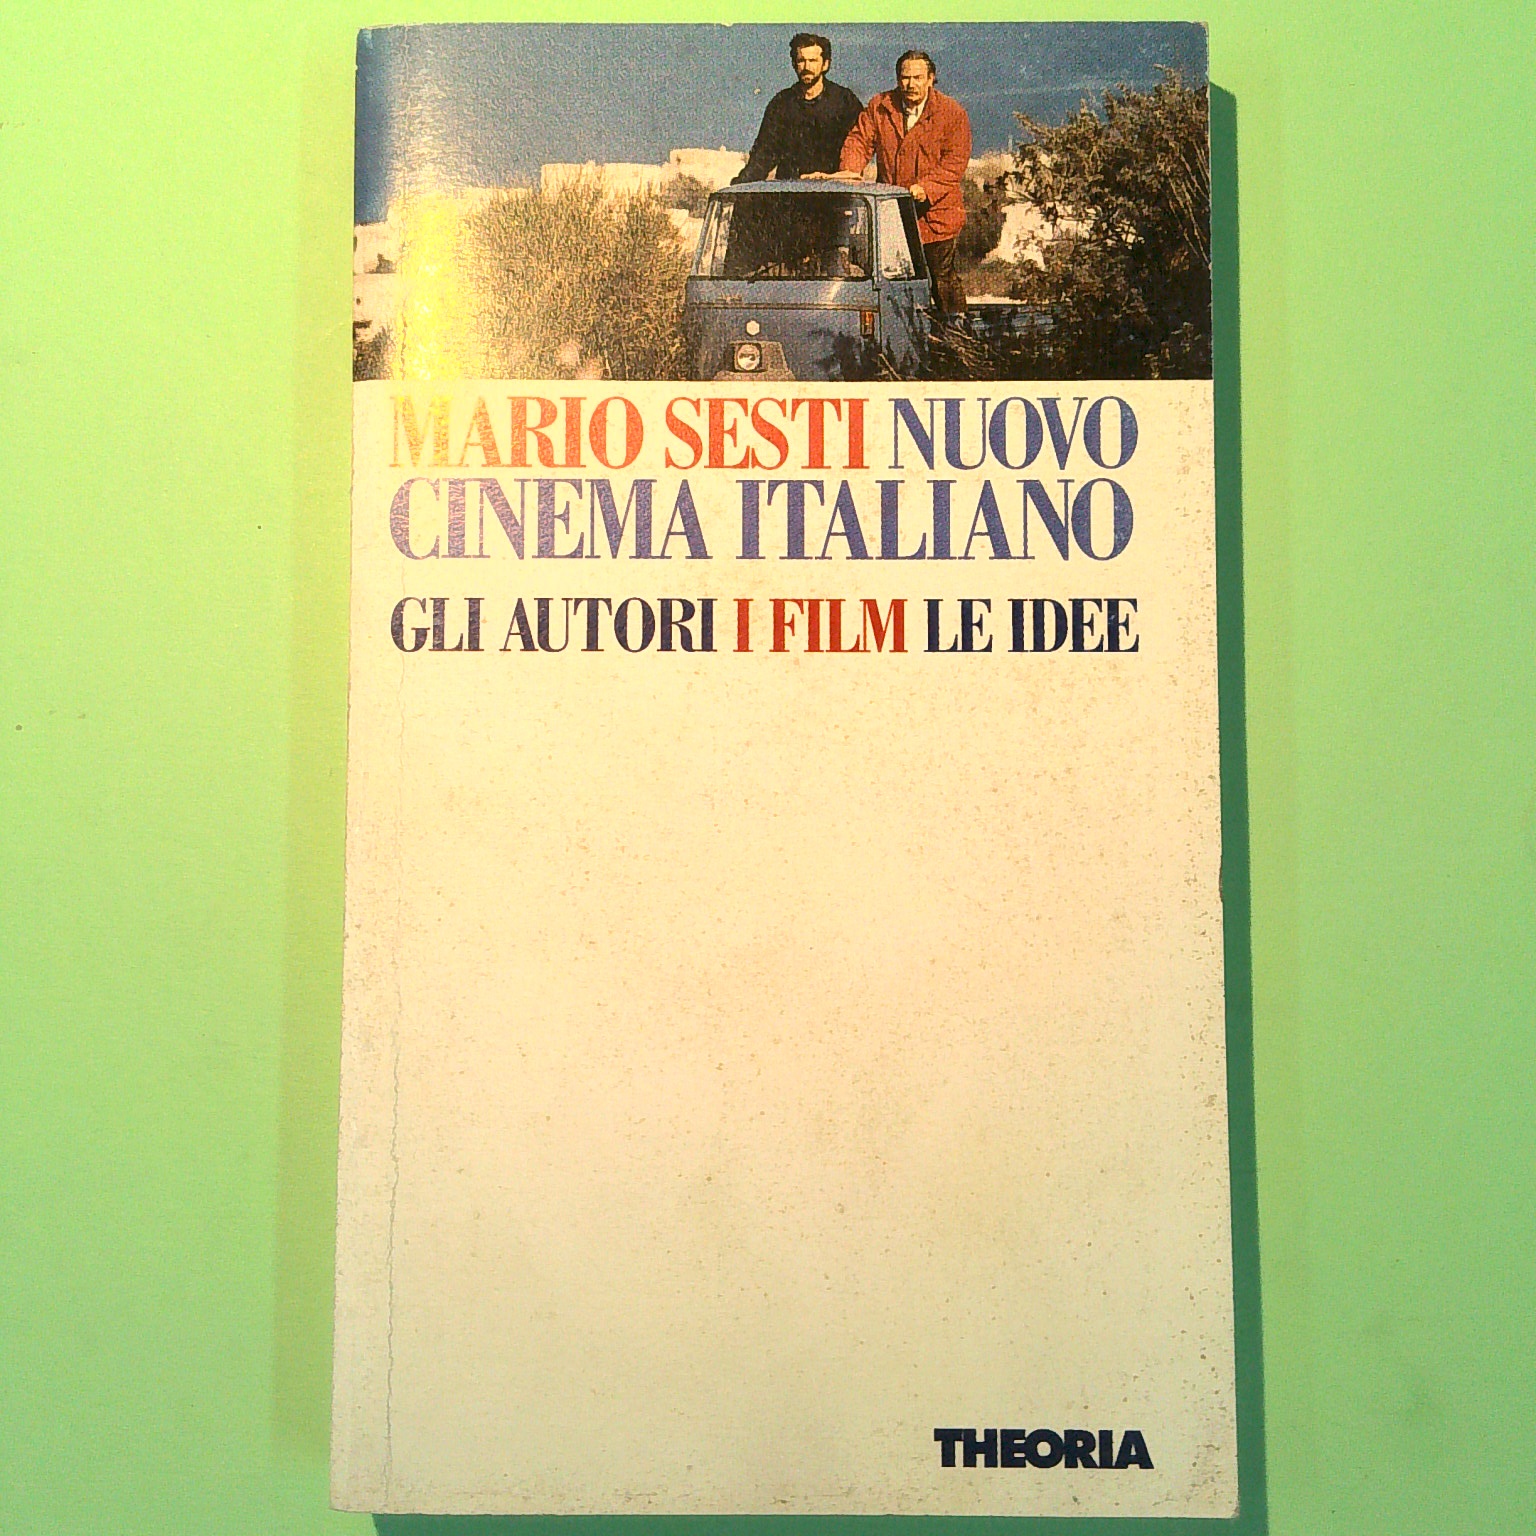 MARIO SESTI NUOVO
CINEMA ITALIANO
GLI AUTORI I FILM LE IDEE
THEORIA